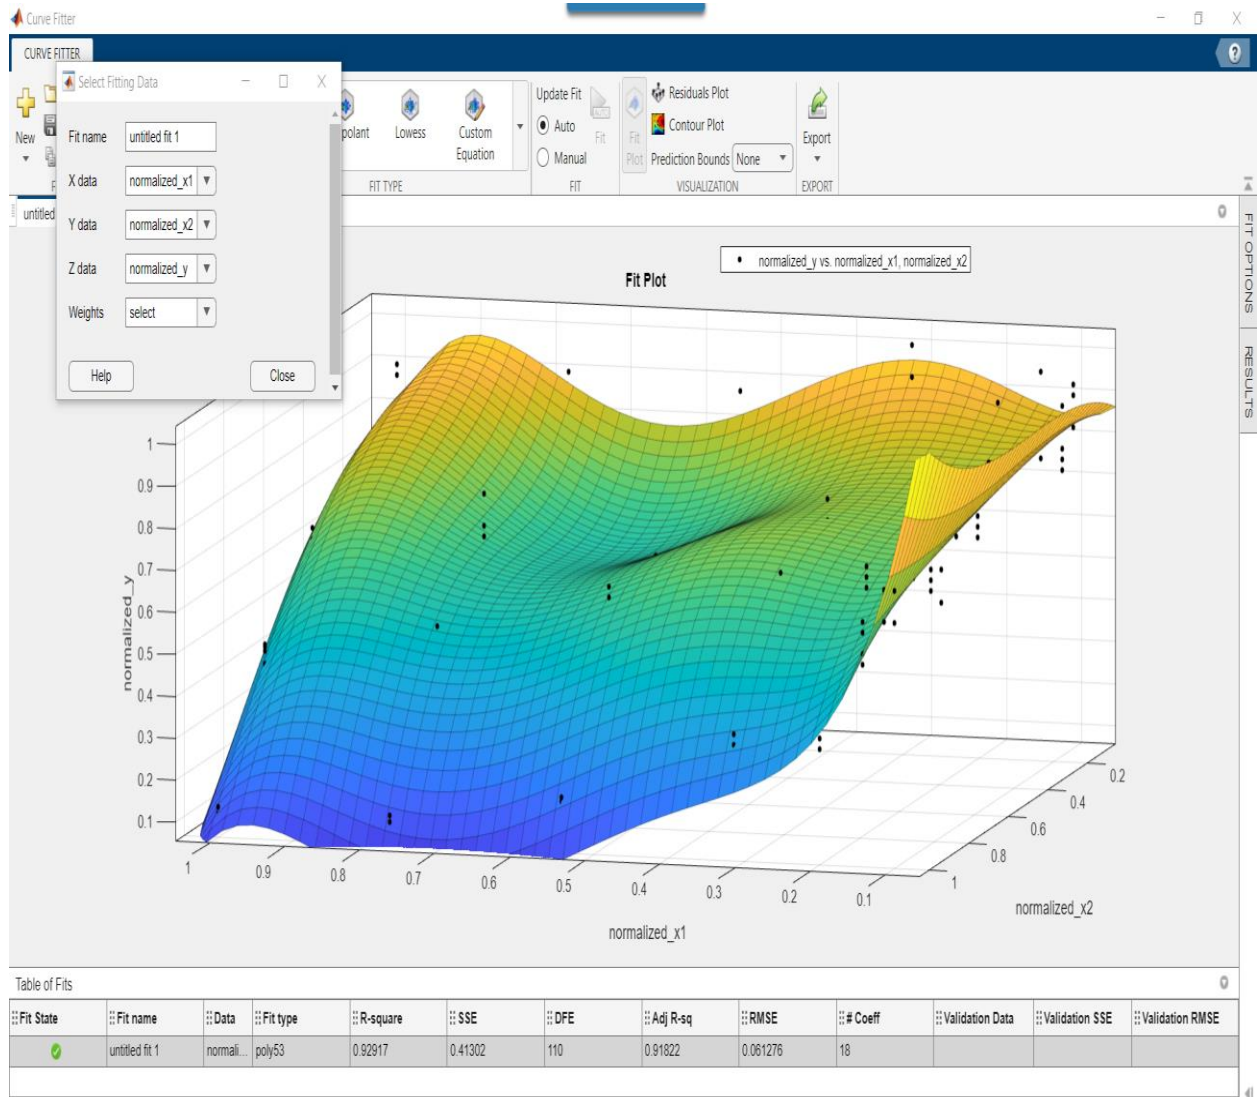 Curve Fitter
CURVE FITTER
Select Fitting Data
Fit name untitled fit 1
X data normalized_x1
Y data normalized_x2
Z data normalized_y
Weights select
Help Close
New
polant Lowess Custom Equation
FIT TYPE
Update Fit
Auto
Manual
AUTO
Fit
FIT
Fit Plot
Residuals Plot
Contour Plot
Prediction Bounds None
VISUALIZATION
Export
EXPORT
untitled
FIT OPTIONS
RESULTS
normalized_y vs. normalized_x1, normalized_x2
Fit Plot
1
0.9
0.8
0.7
0.6
0.5
0.4
0.3
0.2
0.1
normalized_y
1 0.9 0.8 0.7 0.6 0.5 0.4 0.3 0.2 0.1
normalized_x1
0.2
0.4
0.6
0.8
1
normalized_x2
Table of Fits
Fit State Fit name Data Fit type R-square SSE DFE Adj R-sq RMSE # Coeff Validation Data Validation SSE Validation RMSE
untitled fit 1 normali... poly53 0.92917 0.41302 110 0.91822 0.061276 18